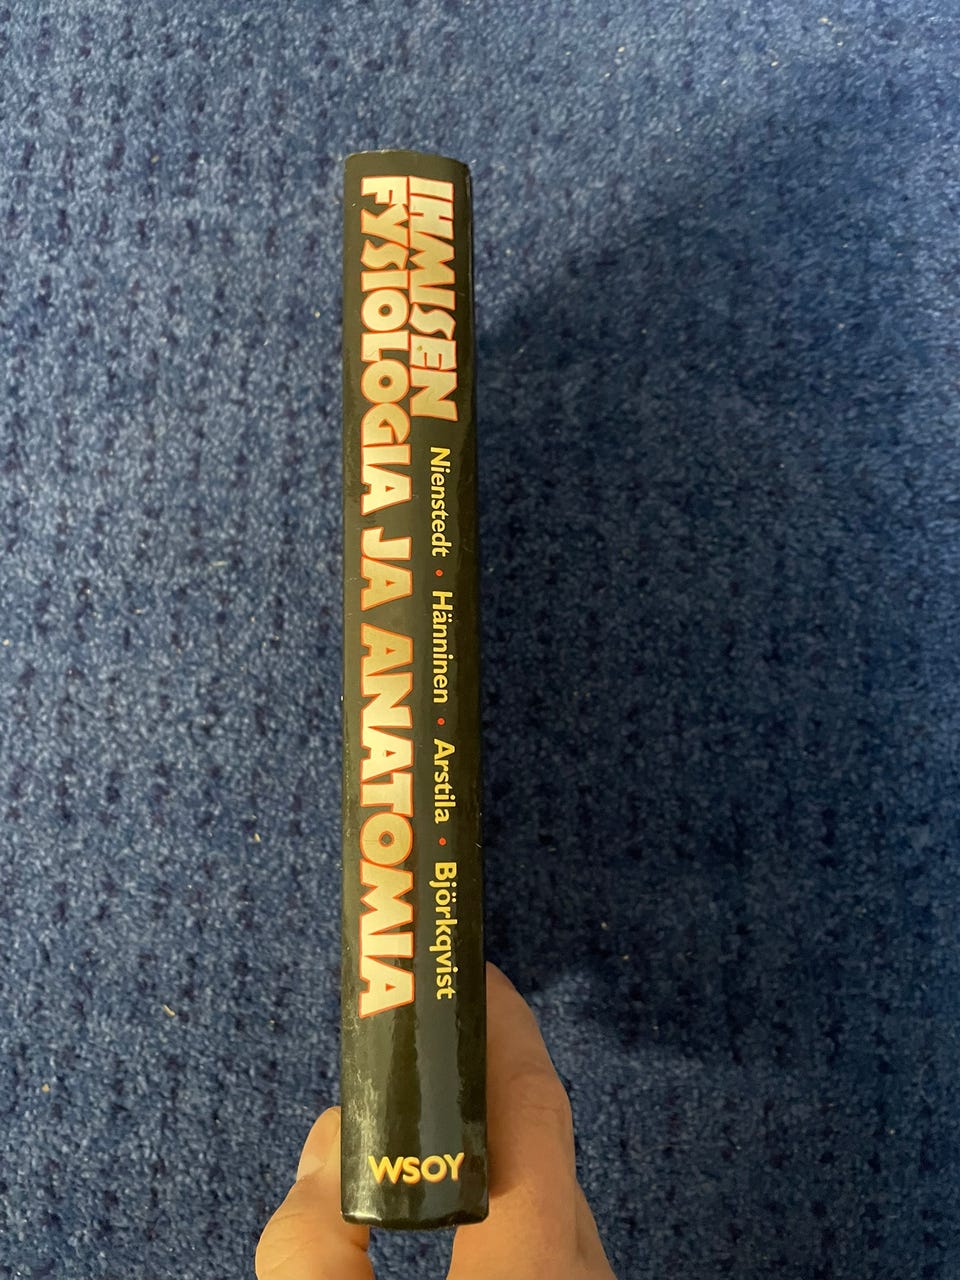 IHMISEN
FYSIOLOGIA JA ANATOMIA
Nienstedt • Hänninen • Arstila • Björkqvist
WSOY